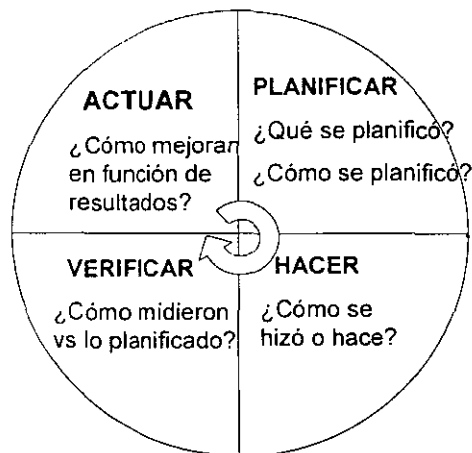 ACTUAR
¿Cómo mejoran
en función de
resultados?
PLANIFICAR
¿Qué se planificó?
¿Cómo se planificó?
VERIFICAR
¿Cómo midieron
vs lo planificado?
HACER
¿Cómo se
hizó o hace?